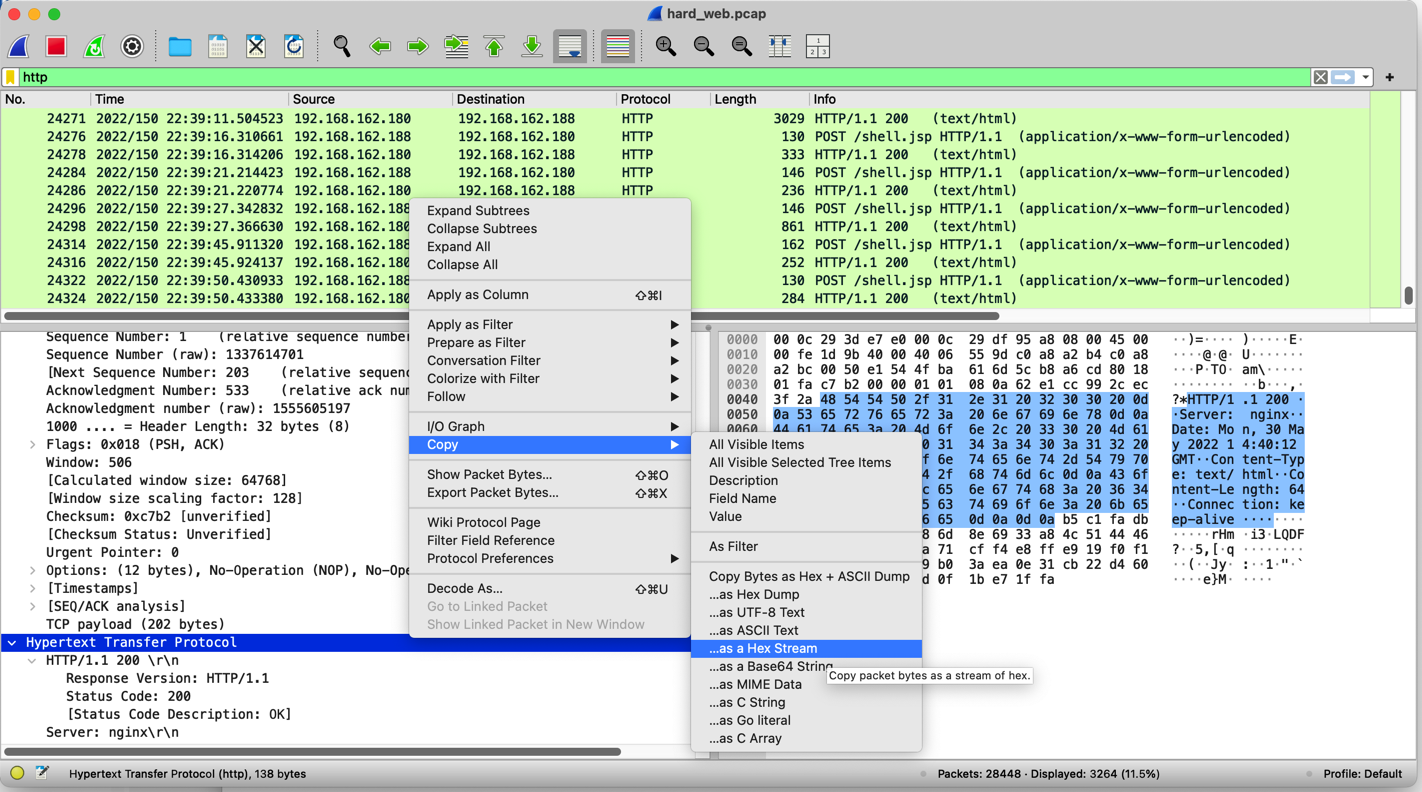 hard_web.pcap
http
No. Time Source Destination Protocol Length Info
24271 2022/150 22:39:11.504523 192.168.162.180 192.168.162.188 HTTP 3029 HTTP/1.1 200 (text/html)
24276 2022/150 22:39:16.310661 192.168.162.188 192.168.162.180 HTTP 130 POST /shell.jsp HTTP/1.1 (application/x-www-form-urlencoded)
24278 2022/150 22:39:16.314206 192.168.162.180 192.168.162.188 HTTP 333 HTTP/1.1 200 (text/html)
24284 2022/150 22:39:21.214423 192.168.162.188 192.168.162.180 HTTP 146 POST /shell.jsp HTTP/1.1 (application/x-www-form-urlencoded)
24286 2022/150 22:39:21.220774 192.168.162.180 192.168.162.188 HTTP 236 HTTP/1.1 200 (text/html)
24296 2022/150 22:39:27.342832 192.168.162.188 146 POST /shell.jsp HTTP/1.1 (application/x-www-form-urlencoded)
24298 2022/150 22:39:27.366630 192.168.162.180 861 HTTP/1.1 200 (text/html)
24314 2022/150 22:39:45.911320 192.168.162.188 162 POST /shell.jsp HTTP/1.1 (application/x-www-form-urlencoded)
24316 2022/150 22:39:45.924137 192.168.162.180 252 HTTP/1.1 200 (text/html)
24322 2022/150 22:39:50.430933 192.168.162.188 130 POST /shell.jsp HTTP/1.1 (application/x-www-form-urlencoded)
24324 2022/150 22:39:50.433380 192.168.162.180 284 HTTP/1.1 200 (text/html)
Expand Subtrees
Collapse Subtrees
Expand All
Collapse All
Apply as Column ⇧⌘I
Apply as Filter
Prepare as Filter
Conversation Filter
Colorize with Filter
Follow
I/O Graph
Copy
Show Packet Bytes... ⇧⌘O
Export Packet Bytes... ⇧⌘X
Wiki Protocol Page
Filter Field Reference
Protocol Preferences
Decode As... ⇧⌘U
Go to Linked Packet
Show Linked Packet in New Window
All Visible Items
All Visible Selected Tree Items
Description
Field Name
Value
As Filter
Copy Bytes as Hex + ASCII Dump
...as Hex Dump
...as UTF-8 Text
...as ASCII Text
...as a Hex Stream
...as a Base64 String
...as MIME Data
...as C String
...as Go literal
...as C Array
Copy packet bytes as a stream of hex.
Sequence Number: 1 (relative sequence number
Sequence Number (raw): 1337614701
[Next Sequence Number: 203 (relative sequenc
Acknowledgment Number: 533 (relative ack num
Acknowledgment number (raw): 1555605197
1000 .... = Header Length: 32 bytes (8)
Flags: 0x018 (PSH, ACK)
Window: 506
[Calculated window size: 64768]
[Window size scaling factor: 128]
Checksum: 0xc7b2 [unverified]
[Checksum Status: Unverified]
Urgent Pointer: 0
Options: (12 bytes), No-Operation (NOP), No-Ope
[Timestamps]
[SEQ/ACK analysis]
TCP payload (202 bytes)
Hypertext Transfer Protocol
HTTP/1.1 200 \r\n
Response Version: HTTP/1.1
Status Code: 200
[Status Code Description: OK]
Server: nginx\r\n
0000 00 0c 29 3d e7 e0 00 0c 29 df 95 a8 08 00 45 00 ··)=···· )·····E·
0010 00 fe 1d 9b 40 00 40 06 55 9d c0 a8 a2 b4 c0 a8 ····@·@· U·······
0020 a2 bc 00 50 e1 54 4f ba 61 6d 5c b8 a6 cd 80 18 ···P·TO· am\·····
0030 01 fa c7 b2 00 00 01 01 08 0a 62 e1 cc 99 2c ec ········ ··b···,·
0040 3f 2a 48 54 54 50 2f 31 2e 31 20 32 30 30 20 0d ?*HTTP/1 .1 200 ·
0050 0a 53 65 72 76 65 72 3a 20 6e 67 69 6e 78 0d 0a ·Server: nginx··
0060 44 61 74 65 3a 20 4d 6f 6e 2c 20 33 30 20 4d 61 Date: Mo n, 30 Ma
30 31 34 3a 34 30 3a 31 32 20 y 2022 1 4:40:12
6e 74 65 6e 74 2d 54 79 70 GMT··Con tent-Typ
2f 68 74 6d 6c 0d 0a 43 6f e: text/ html··Co
65 6e 67 74 68 3a 20 36 34 ntent-Le ngth: 64
63 74 69 6f 6e 3a 20 6b 65 ··Connec tion: ke
65 0d 0a 0d 0a b5 c1 fa db ep-alive ········
6d 8e 69 33 a8 4c 51 44 46 ·····rHm ·i3·LQDF
71 cf f4 e8 ff e9 19 f0 f1 ?··5,[·q ········
b0 3a ea 0e 31 cb 22 d4 60 ··(··Jy· :··1·"·`
0f 1b e7 1f fa ····e}M· ····
Hypertext Transfer Protocol (http), 138 bytes
Packets: 28448 · Displayed: 3264 (11.5%)
Profile: Default